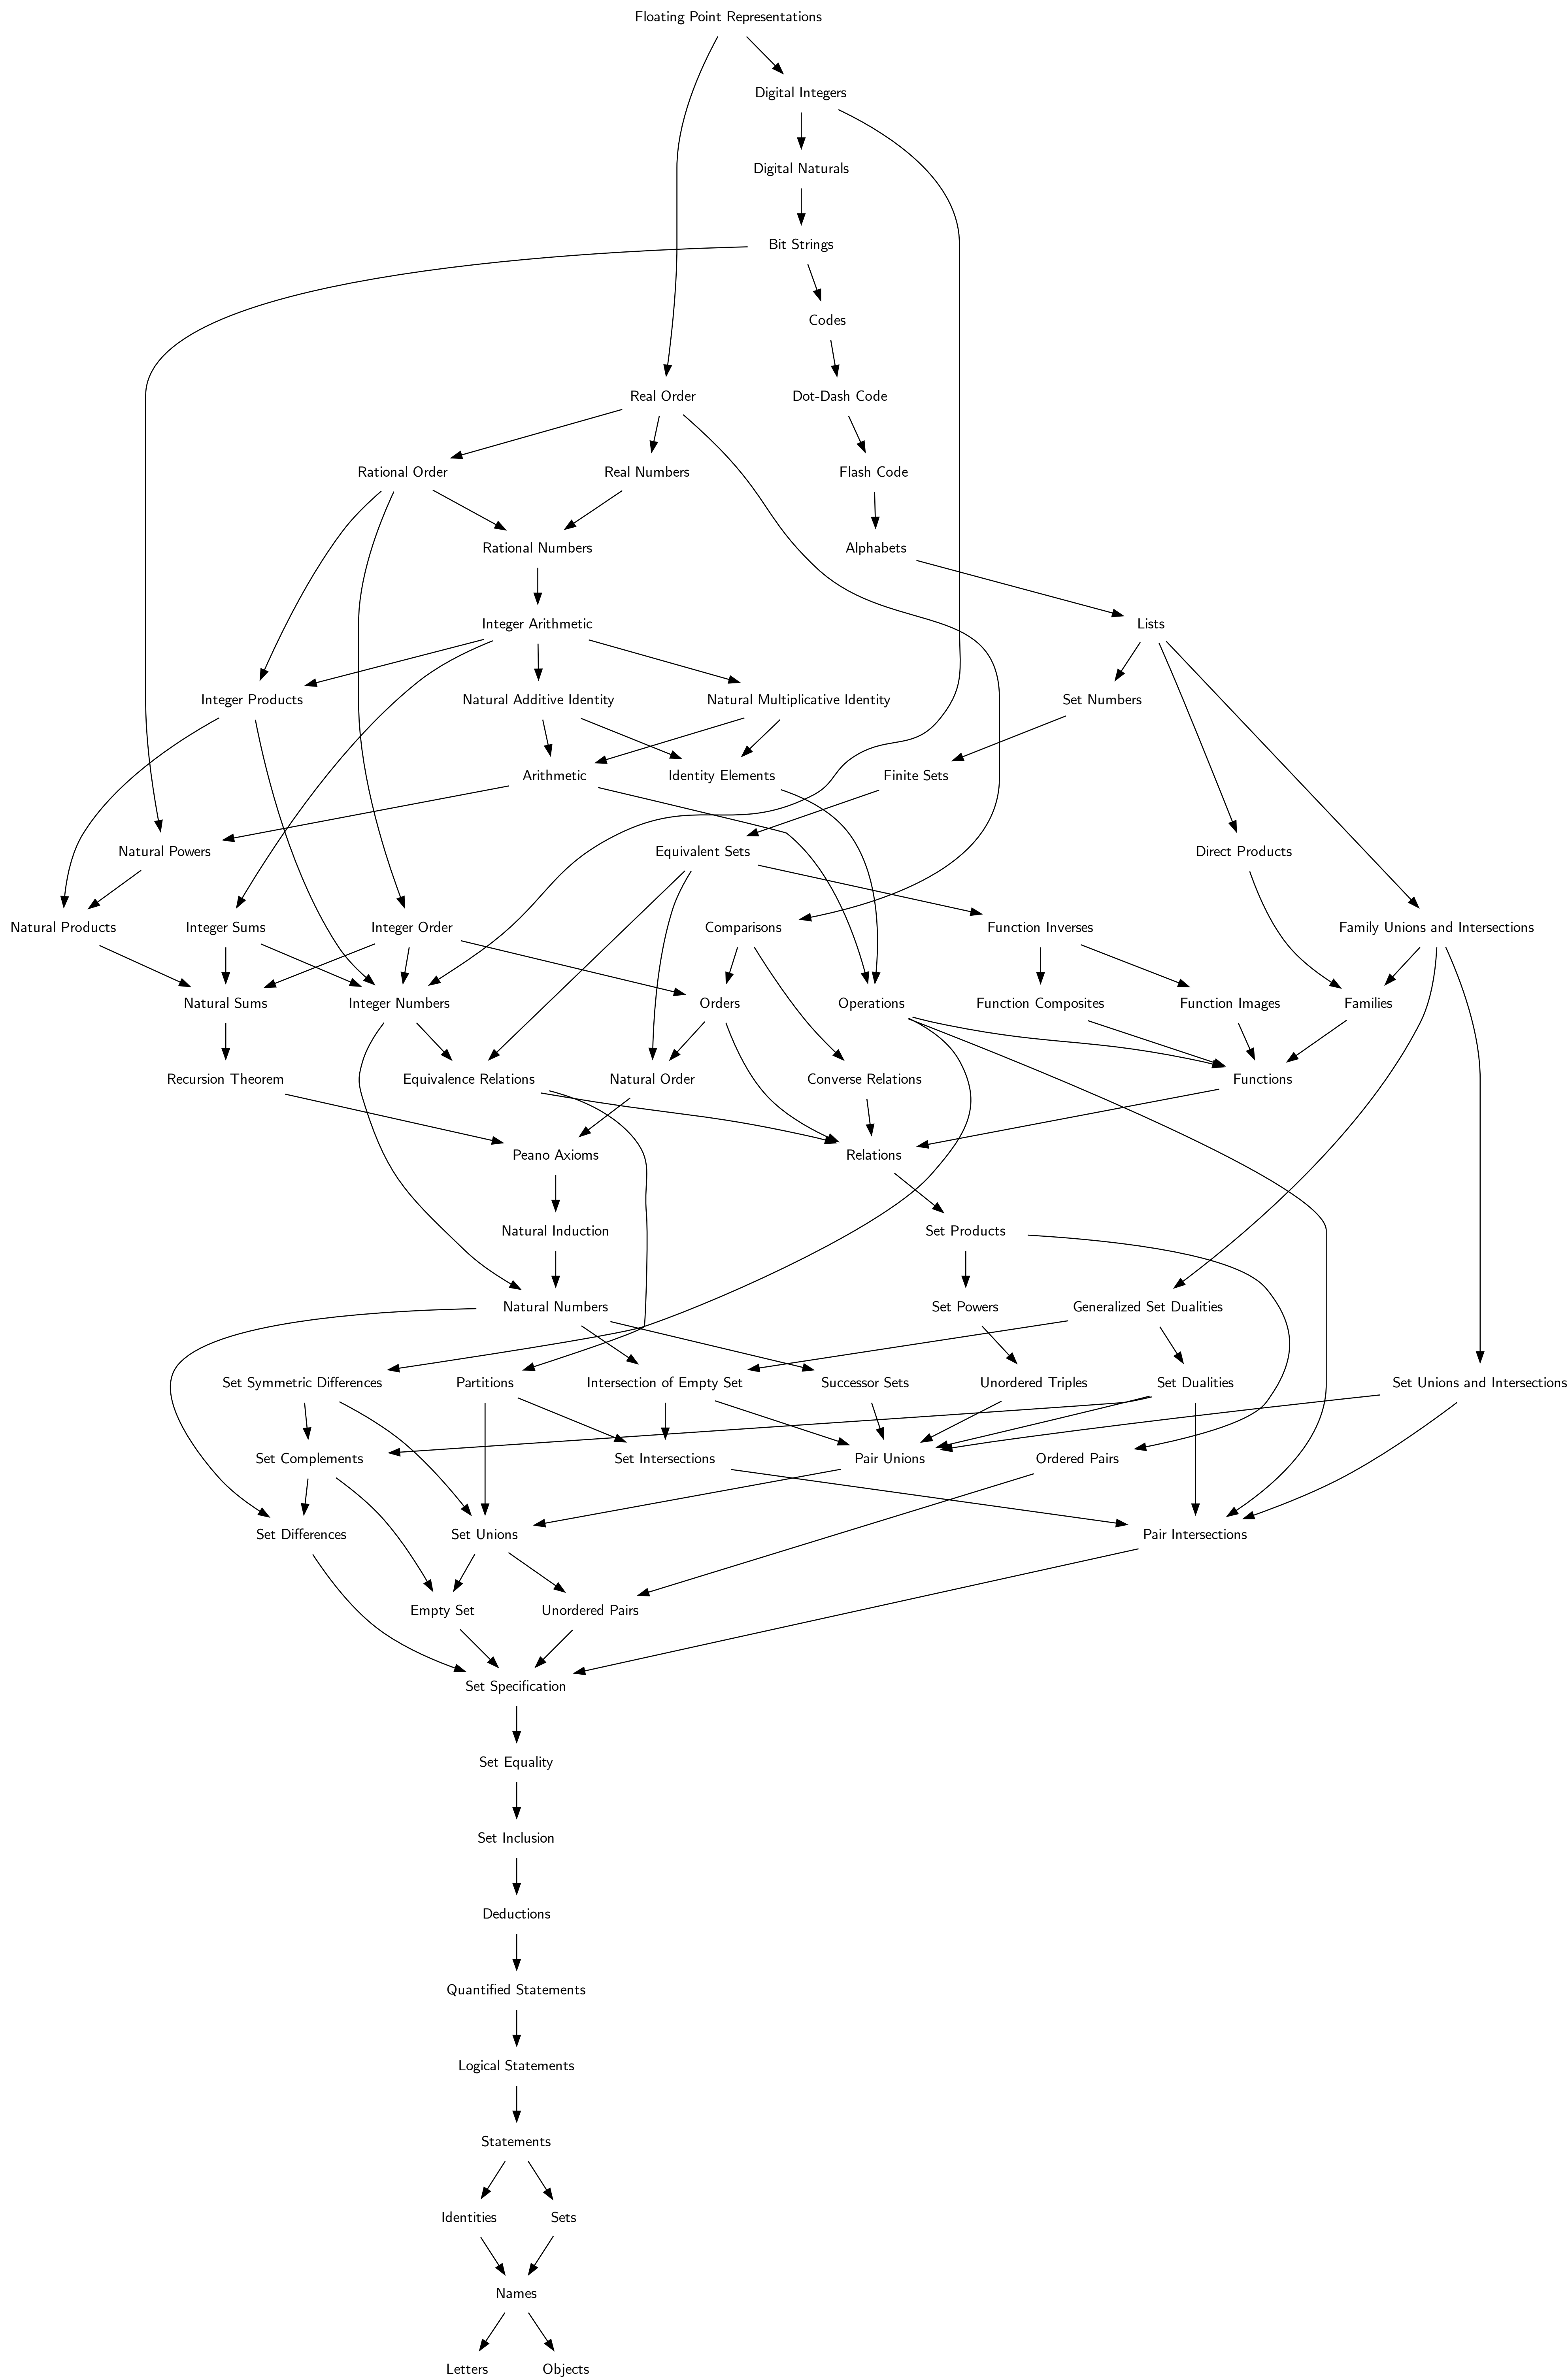 Floating Point Representations
Digital Integers
Digital Naturals
Bit Strings
Codes
Real Order
Dot-Dash Code
Rational Order
Real Numbers
Flash Code
Rational Numbers
Alphabets
Integer Arithmetic
Lists
Integer Products
Natural Additive Identity
Natural Multiplicative Identity
Set Numbers
Arithmetic
Identity Elements
Finite Sets
Natural Powers
Equivalent Sets
Direct Products
Natural Products
Integer Sums
Integer Order
Comparisons
Function Inverses
Family Unions and Intersections
Natural Sums
Integer Numbers
Orders
Operations
Function Composites
Function Images
Families
Recursion Theorem
Equivalence Relations
Natural Order
Converse Relations
Functions
Peano Axioms
Relations
Natural Induction
Set Products
Natural Numbers
Set Powers
Generalized Set Dualities
Set Symmetric Differences
Partitions
Intersection of Empty Set
Successor Sets
Unordered Triples
Set Dualities
Set Unions and Intersections
Set Complements
Set Intersections
Pair Unions
Ordered Pairs
Set Differences
Set Unions
Pair Intersections
Empty Set
Unordered Pairs
Set Specification
Set Equality
Set Inclusion
Deductions
Quantified Statements
Logical Statements
Statements
Identities
Sets
Names
Letters
Objects